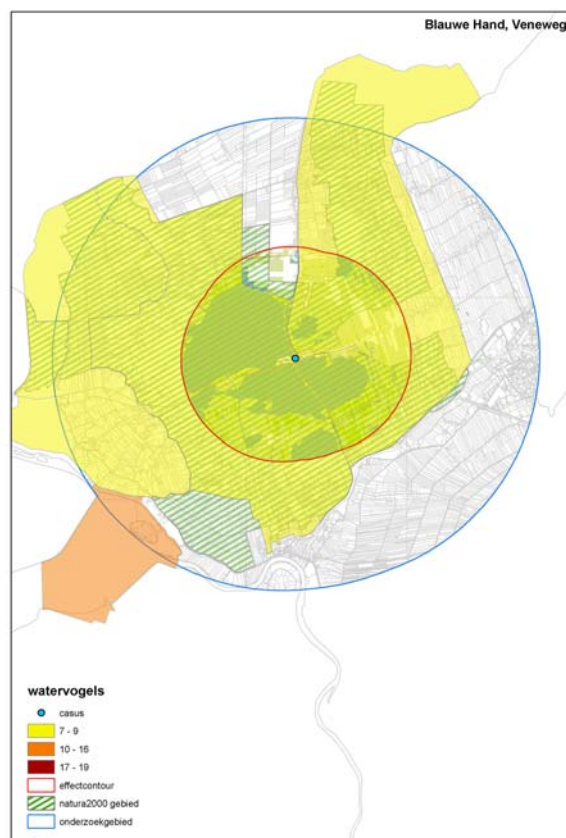 Blauwe Hand, Veneweg
watervogels
casus
7 - 9
10 - 16
17 - 19
effectcontour
natura2000 gebied
onderzoekgebied